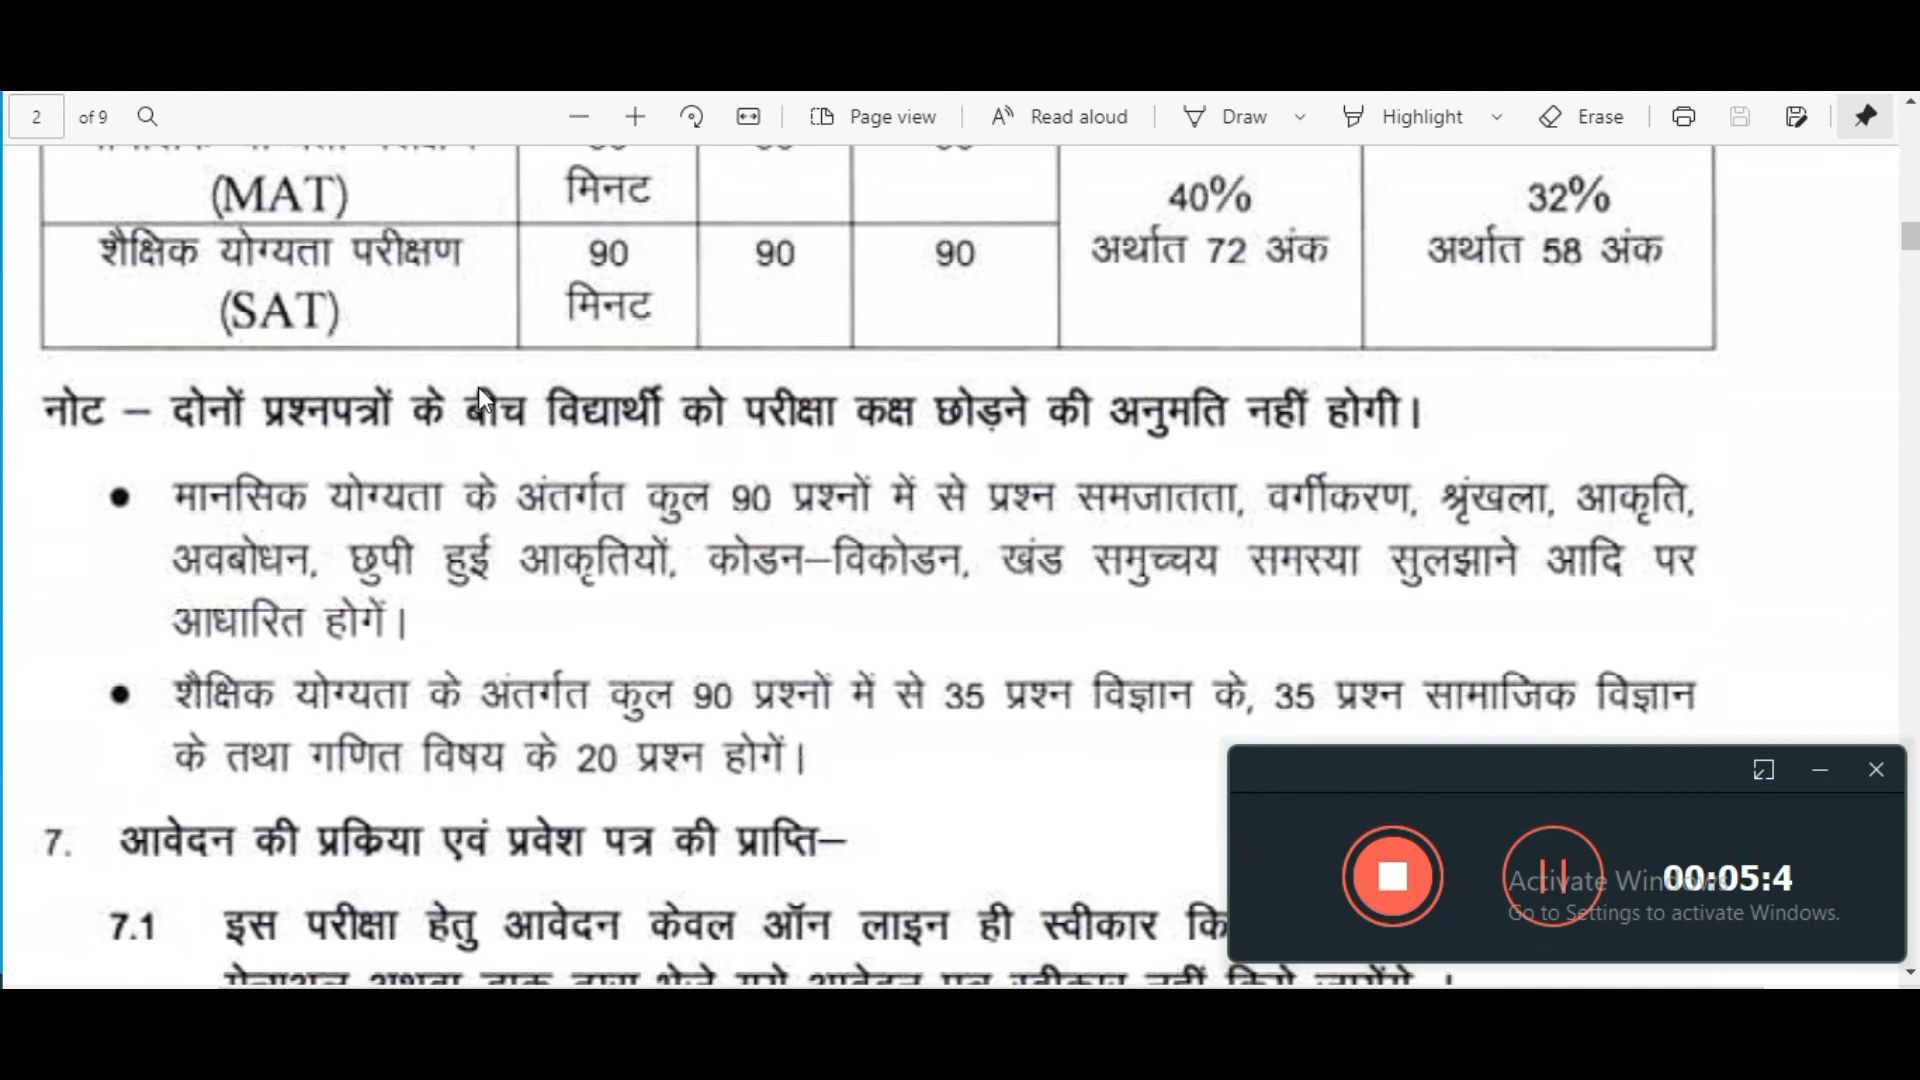 2 of 9 Page view Read aloud Draw Highlight Erase
(MAT) मिनट 40% 32%
शैक्षिक योग्यता परीक्षण 90 90 90 अर्थात 72 अंक अर्थात 58 अंक
(SAT) मिनट
नोट – दोनों प्रश्नपत्रों के बीच विद्यार्थी को परीक्षा कक्ष छोड़ने की अनुमति नहीं होगी।
• मानसिक योग्यता के अंतर्गत कुल 90 प्रश्नों में से प्रश्न समजातता, वर्गीकरण, श्रृंखला, आकृति,
अवबोधन, छुपी हुई आकृतियों, कोडन–विकोडन, खंड समुच्चय समस्या सुलझाने आदि पर
आधारित होगें।
• शैक्षिक योग्यता के अंतर्गत कुल 90 प्रश्नों में से 35 प्रश्न विज्ञान के, 35 प्रश्न सामाजिक विज्ञान
के तथा गणित विषय के 20 प्रश्न होगें।
7. आवेदन की प्रकिया एवं प्रवेश पत्र की प्राप्ति–
7.1 इस परीक्षा हेतु आवेदन केवल ऑन लाइन ही स्वीकार कि
00:05:4
Activate Windows
Go to Settings to activate Windows.